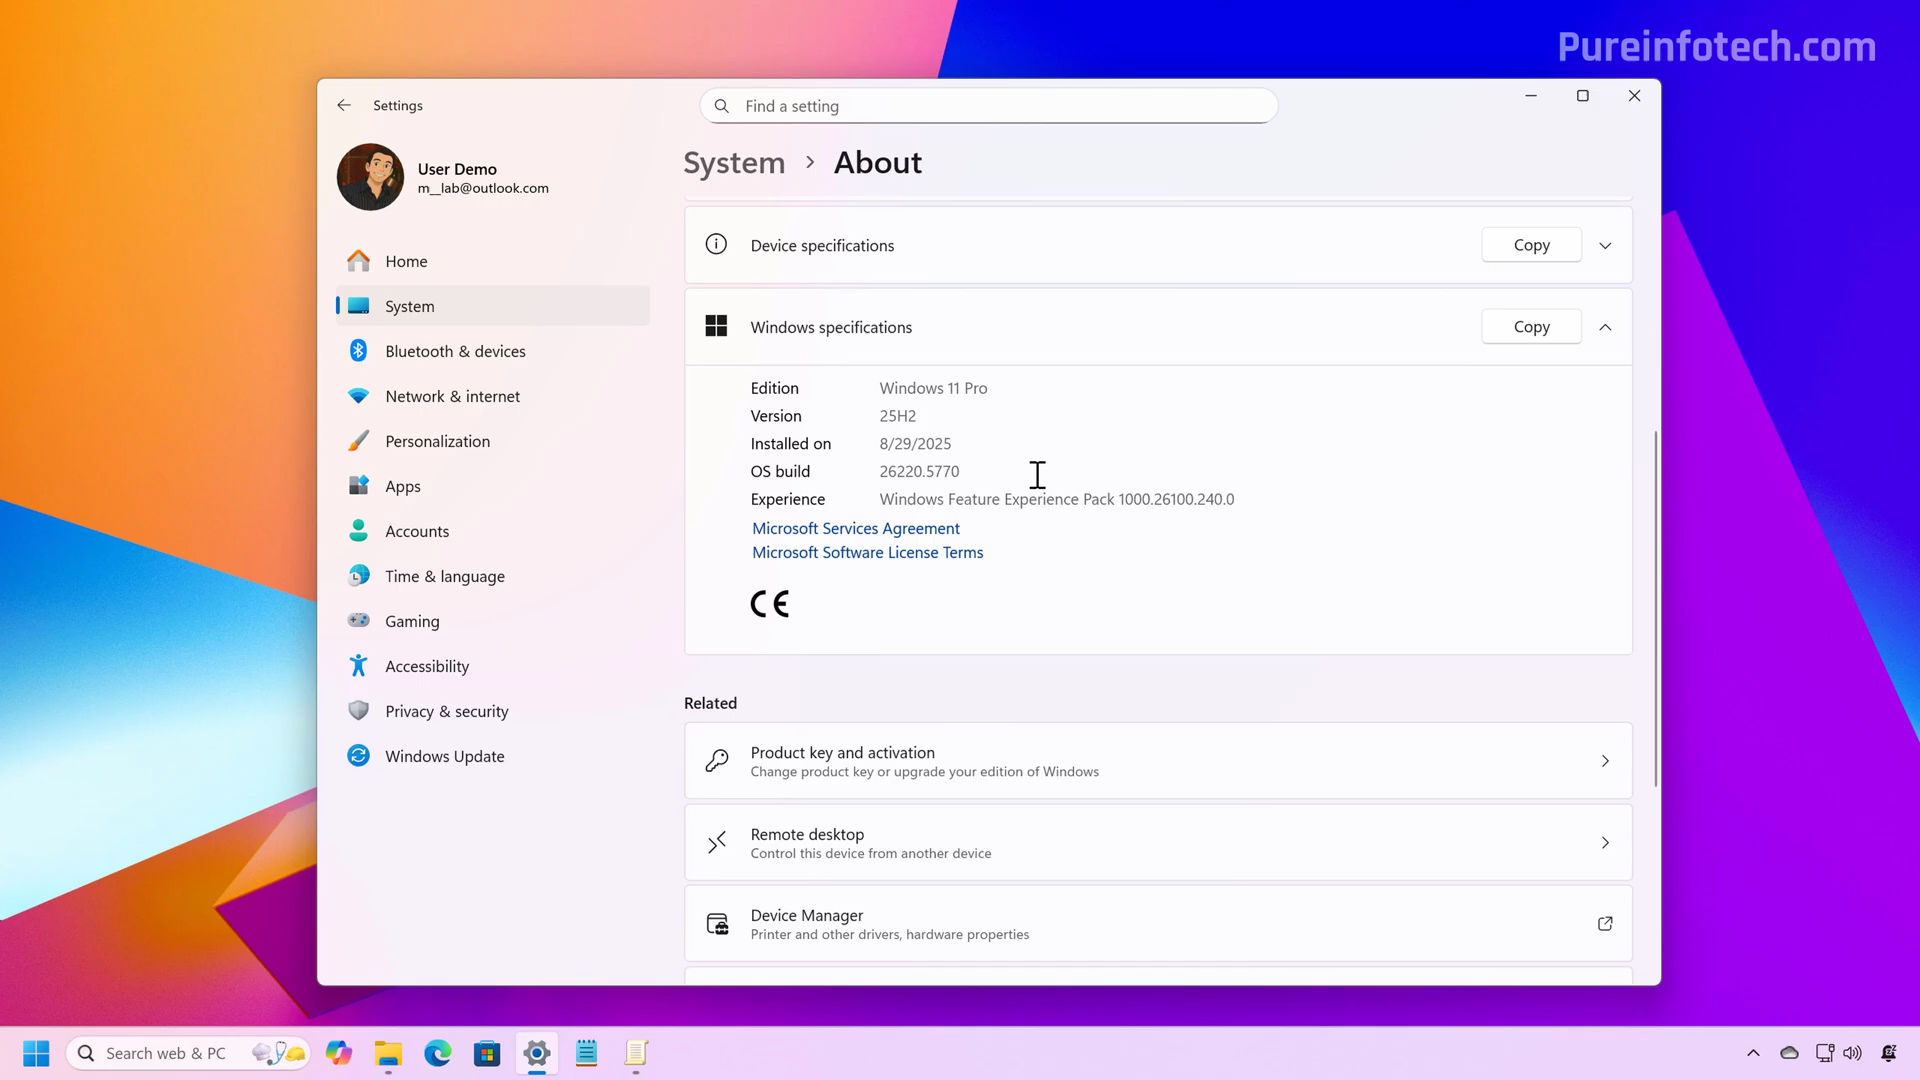 Pureinfotech.com
Settings
Find a setting
User Demo
m__lab@outlook.com
System > About
Home
System
Bluetooth & devices
Network & internet
Personalization
Apps
Accounts
Time & language
Gaming
Accessibility
Privacy & security
Windows Update
Device specifications Copy
Windows specifications Copy
Edition Windows 11 Pro
Version 25H2
Installed on 8/29/2025
OS build 26220.5770
Experience Windows Feature Experience Pack 1000.26100.240.0
Microsoft Services Agreement
Microsoft Software License Terms
CE
Related
Product key and activation
Change product key or upgrade your edition of Windows
Remote desktop
Control this device from another device
Device Manager
Printer and other drivers, hardware properties
Search web & PC